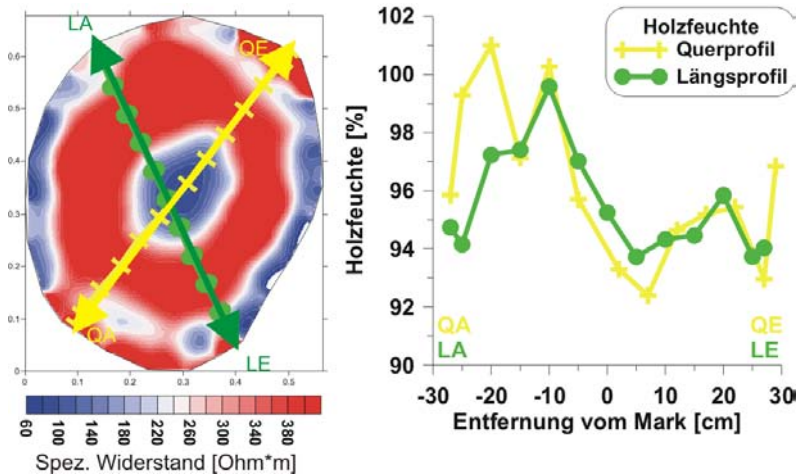 LA
QE
QA
LE
0.6
0.5
0.4
0.3
0.2
0.1
0
0
0.1
0.2
0.3
0.4
0.5
60
100
140
180
220
260
300
340
380
Spez. Widerstand [Ohm*m]
Holzfeuchte [%]
102
100
98
96
94
92
90
Holzfeuchte
Querprofil
Längsprofil
QA
LA
QE
LE
-30
-20
-10
0
10
20
30
Entfernung vom Mark [cm]